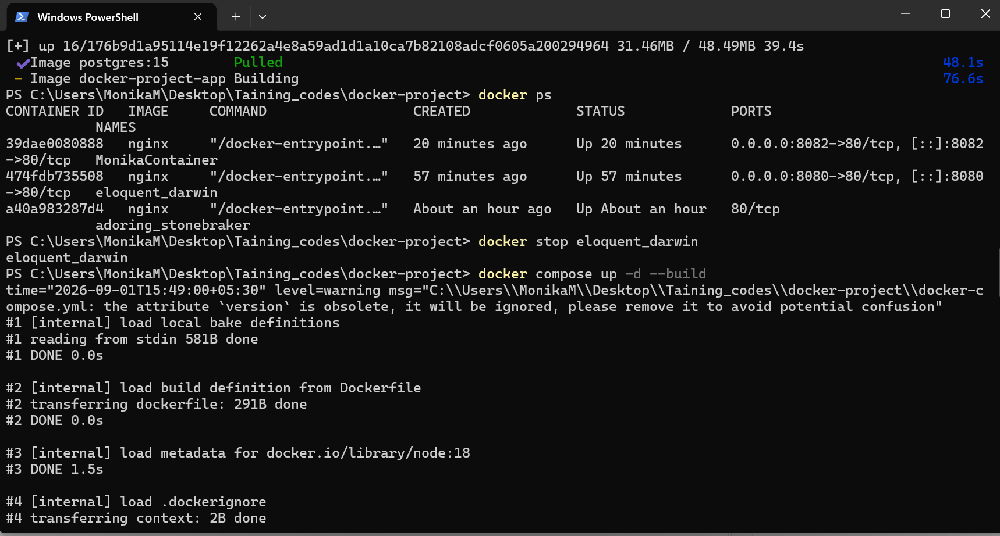 Windows PowerShell
[+] up 16/176b9d1a95114e19f12262a4e8a59ad1d1a10ca7b82108adcf0605a200294964 31.46MB / 48.49MB 39.4s
✔Image postgres:15        Pulled 48.1s
- Image docker-project-app Building 76.6s
PS C:\Users\MonikaM\Desktop\Taining_codes\docker-project> docker ps
CONTAINER ID   IMAGE     COMMAND                  CREATED             STATUS             PORTS
           NAMES
39dae0080888   nginx     "/docker-entrypoint.…"   20 minutes ago      Up 20 minutes      0.0.0.0:8082->80/tcp, [::]:8082
->80/tcp   MonikaContainer
474fdb735508   nginx     "/docker-entrypoint.…"   57 minutes ago      Up 57 minutes      0.0.0.0:8080->80/tcp, [::]:8080
->80/tcp   eloquent_darwin
a40a983287d4   nginx     "/docker-entrypoint.…"   About an hour ago   Up About an hour   80/tcp
           adoring_stonebraker
PS C:\Users\MonikaM\Desktop\Taining_codes\docker-project> docker stop eloquent_darwin
eloquent_darwin
PS C:\Users\MonikaM\Desktop\Taining_codes\docker-project> docker compose up -d --build
time="2026-09-01T15:49:00+05:30" level=warning msg="C:\\Users\\MonikaM\\Desktop\\Taining_codes\\docker-project\\docker-c
ompose.yml: the attribute `version` is obsolete, it will be ignored, please remove it to avoid potential confusion"
#1 [internal] load local bake definitions
#1 reading from stdin 581B done
#1 DONE 0.0s
#2 [internal] load build definition from Dockerfile
#2 transferring dockerfile: 291B done
#2 DONE 0.0s
#3 [internal] load metadata for docker.io/library/node:18
#3 DONE 1.5s
#4 [internal] load .dockerignore
#4 transferring context: 2B done